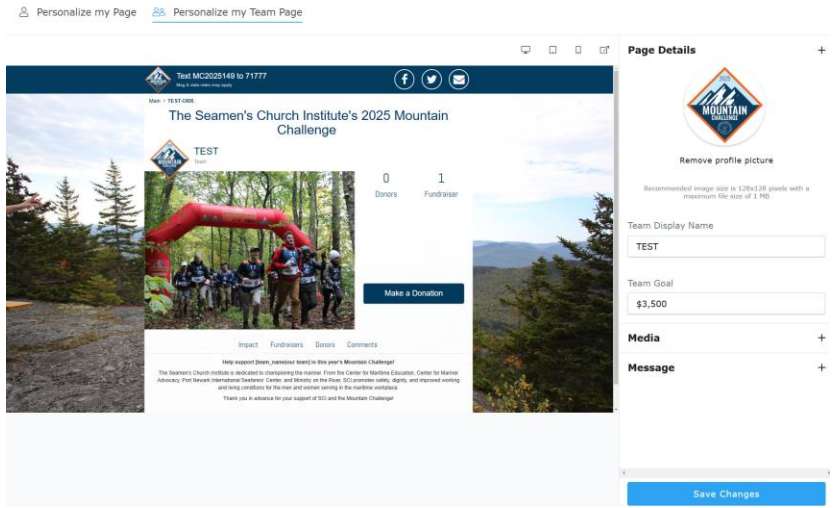 Personalize my Page
Personalize my Team Page
Text MC2025149 to 71777
Msg & data rates may apply
Main > TEST-ORR
The Seamen's Church Institute's 2025 Mountain
Challenge
MOUNTAIN
TEST
Team
0
1
Donors
Fundraiser
Make a Donation
Impact
Fundraisers
Donors
Comments
Help support [team_name|our team] in this year's Mountain Challenge!
The Seamen's Church Institute is dedicated to championing the mariner. From the Center for Maritime Education, Center for Mariner
Advocacy, Port Newark International Seafarers' Center, and Ministry on the River, SCI promotes safety, dignity, and improved working
and living conditions for the men and women serving in the maritime workplace.
Thank you in advance for your support of SCI and the Mountain Challenge!
Page Details
+
2025
MOUNTAIN
CHALLENGE
Remove profile picture
Recommended image size is 128x128 pixels with a
maximum file size of 1 MB
Team Display Name
TEST
Team Goal
$3,500
Media
+
Message
+
Save Changes